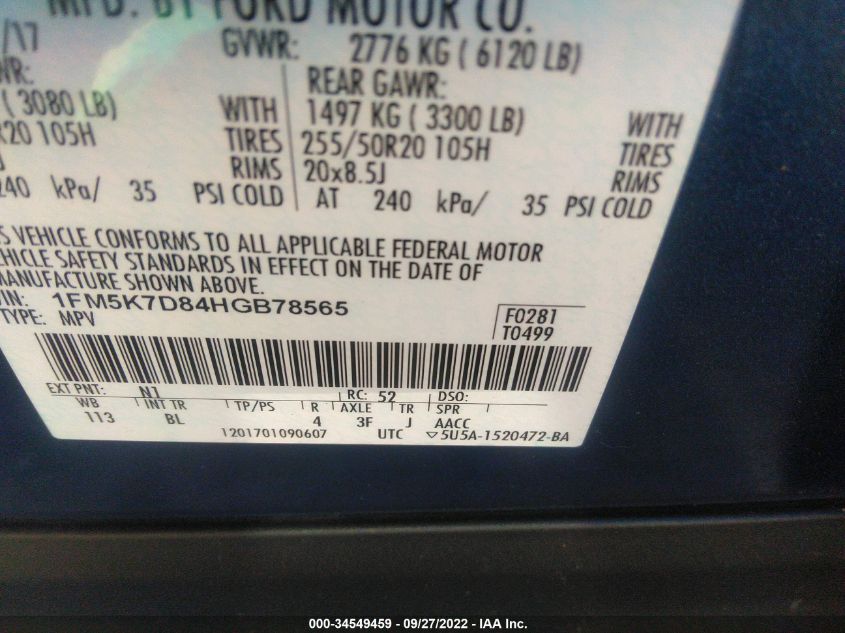 MFD. BY FORD MOTOR CO.
/17 GVWR: 2776 KG ( 6120 LB)
WR: REAR GAWR:
( 3080 LB) WITH 1497 KG ( 3300 LB) WITH
R20 105H TIRES 255/50R20 105H TIRES
J RIMS 20x8.5J RIMS
240 kPa/ 35 PSI COLD AT 240 kPa/ 35 PSI COLD
S VEHICLE CONFORMS TO ALL APPLICABLE FEDERAL MOTOR
EHICLE SAFETY STANDARDS IN EFFECT ON THE DATE OF
MANUFACTURE SHOWN ABOVE.
VIN: 1FM5K7D84HGB78565 F0281
TYPE: MPV T0499
EXT PNT: N1 RC: 52 DSO:
WB INT TR TP/PS R AXLE TR SPR
113 BL 4 3F J AACC
1201701090607 UTC ▽5U5A-1520472-BA
000-34549459 - 09/27/2022 - IAA Inc.